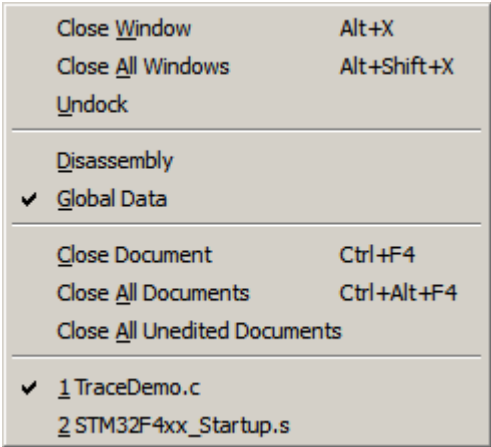 Close Window Alt+X
Close All Windows Alt+Shift+X
Undock
Disassembly
Global Data
Close Document Ctrl+F4
Close All Documents Ctrl+Alt+F4
Close All Unedited Documents
1 TraceDemo.c
2 STM32F4xx_Startup.s